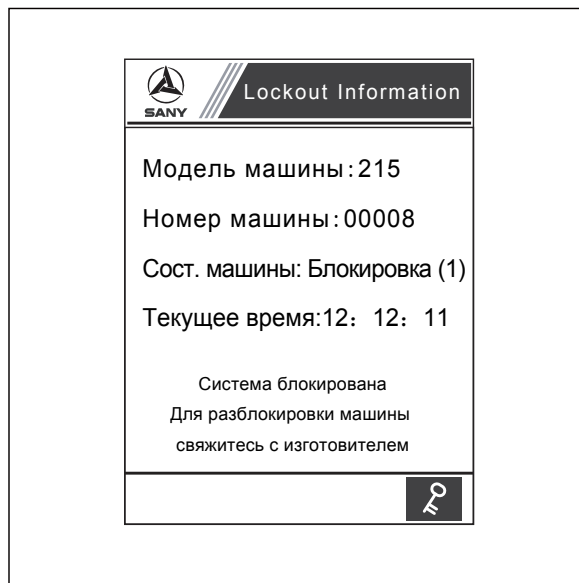 SANY
Lockout Information
Модель машины:215
Номер машины:00008
Сост. машины: Блокировка (1)
Текущее время:12: 12: 11
Система блокирована
Для разблокировки машины
свяжитесь с изготовителем